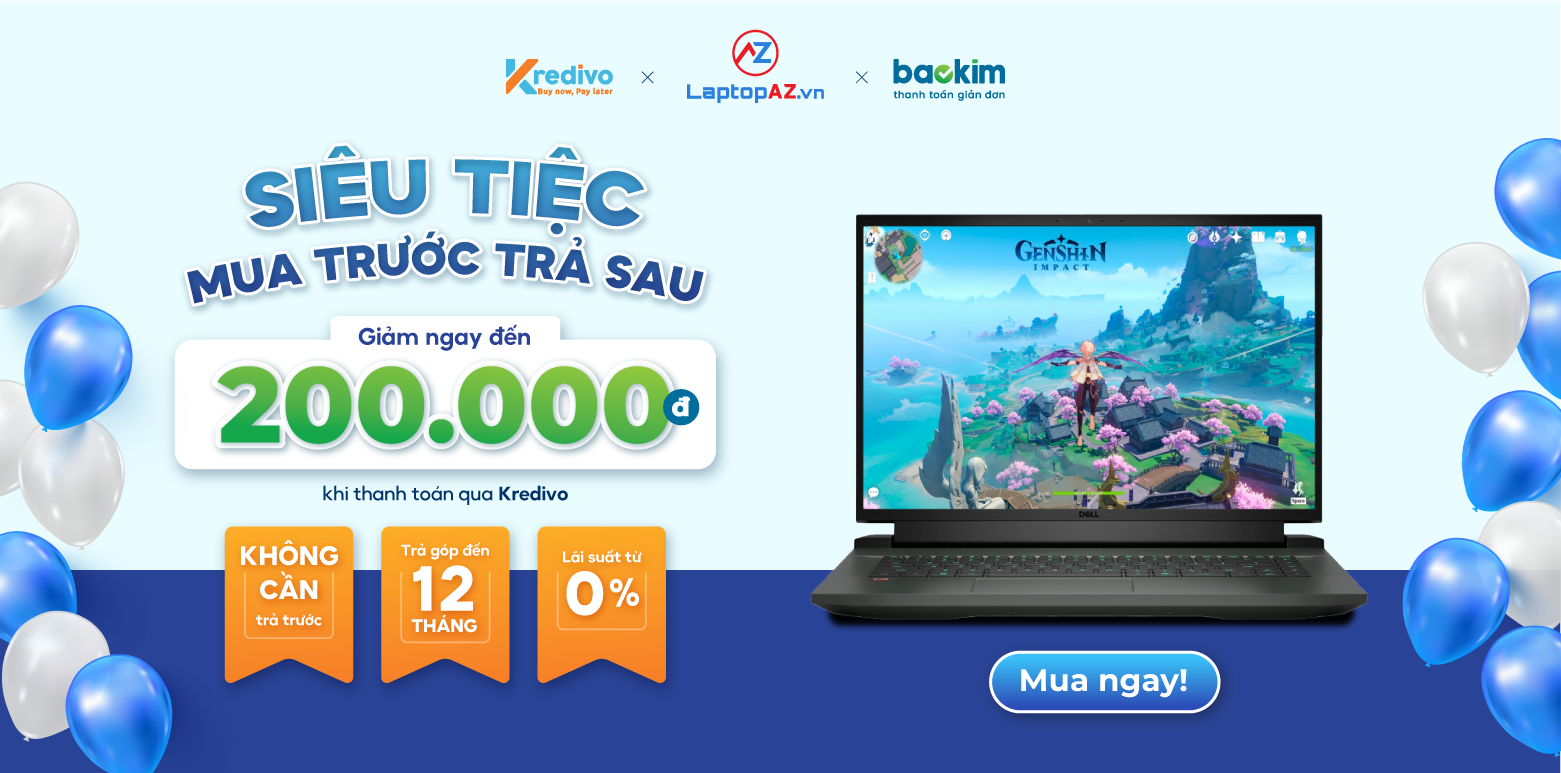 Kredivo
Buy now, Pay later
×
AZ
LaptopAZ.vn
×
baokim
thanh toán giản đơn
SIÊU TIỆC
MUA TRƯỚC TRẢ SAU
Giảm ngay đến
200.000 đ
khi thanh toán qua Kredivo
KHÔNG
CẦN
trả trước
Trả góp đến
12
THÁNG
Lãi suất từ
0%
GENSHIN
IMPACT
Space
DELL
Mua ngay!